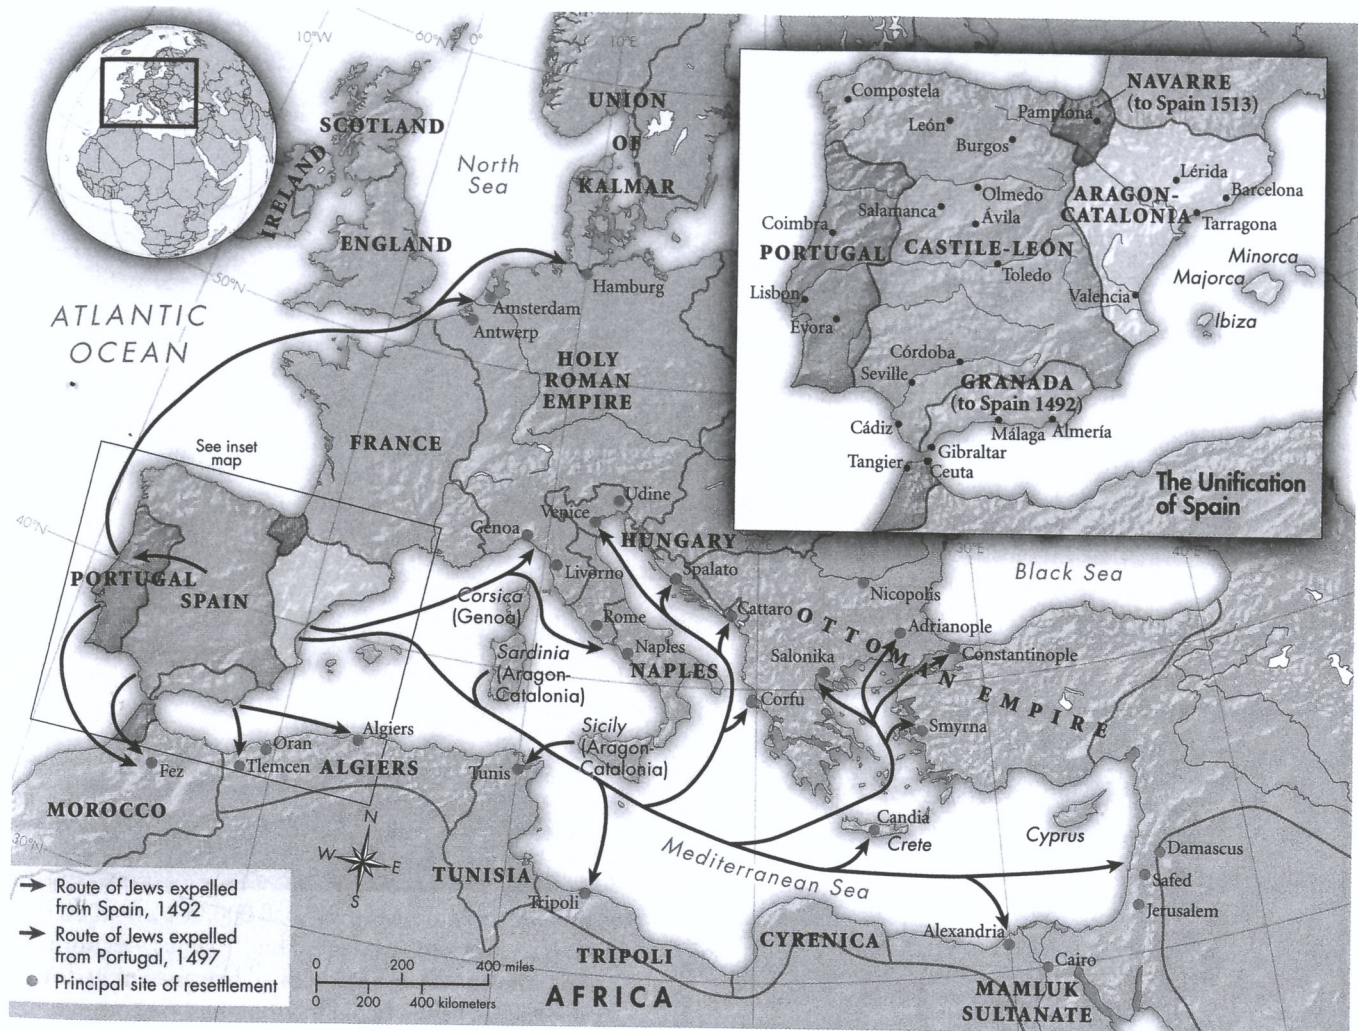 10°W
60°N
0°
10°E
SCOTLAND
IRELAND
ENGLAND
North
Sea
UNION
OF
KALMAR
50°N
ATLANTIC
OCEAN
Hamburg
Amsterdam
Antwerp
HOLY
ROMAN
EMPIRE
FRANCE
See inset
map
40°N
PORTUGAL
SPAIN
Genoa
Venice
Udine
HUNGARY
Livorno
Spalato
Corsica
(Genoa)
Rome
Cattaro
Nicopolis
Black Sea
30°E
40°E
Sardinia
(Aragon-
Catalonia)
Naples
NAPLES
OTTOMAN EMPIRE
Adrianople
Constantinople
Salonika
Corfu
Smyrna
Sicily
(Aragon-
Catalonia)
Algiers
Oran
Tlemcen
ALGIERS
Tunis
Fez
MOROCCO
30°N
N
W
E
S
TUNISIA
Candia
Crete
Cyprus
Mediterranean Sea
Damascus
Safed
Jerusalem
Tripoli
Alexandria
TRIPOLI
CYRENICA
Cairo
AFRICA
MAMLUK
SULTANATE
Route of Jews expelled
from Spain, 1492
Route of Jews expelled
from Portugal, 1497
Principal site of resettlement
0 200 400 miles
0 200 400 kilometers
NAVARRE
(to Spain 1513)
Compostela
León
Burgos
Pamplona
Lérida
Barcelona
Olmedo
Salamanca
Ávila
ARAGON-
CATALONIA
Tarragona
Coimbra
PORTUGAL
CASTILE-LEÓN
Toledo
Minorca
Majorca
Lisbon
Évora
Valencia
Ibiza
Córdoba
Seville
GRANADA
(to Spain 1492)
Cádiz
Málaga
Almería
Gibraltar
Tangier
Ceuta
The Unification
of Spain